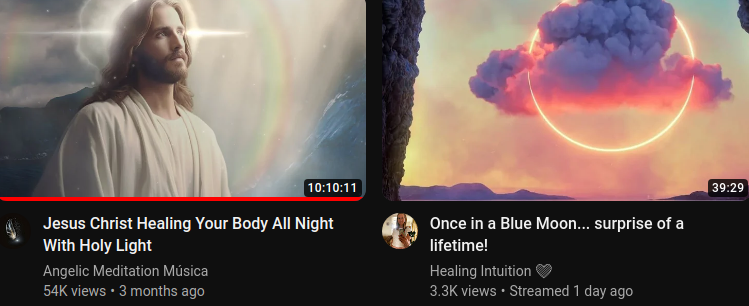 10:10:11
39:29
Jesus Christ Healing Your Body All Night
With Holy Light
Angelic Meditation Música
54K views • 3 months ago
Once in a Blue Moon... surprise of a
lifetime!
Healing Intuition 🤍
3.3K views • Streamed 1 day ago